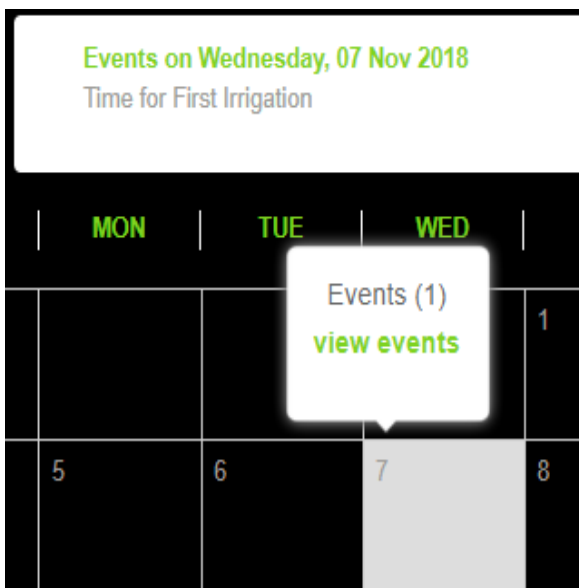 Events on Wednesday, 07 Nov 2018
Time for First Irrigation
MON TUE WED
Events (1)
view events
1
5 6 7 8